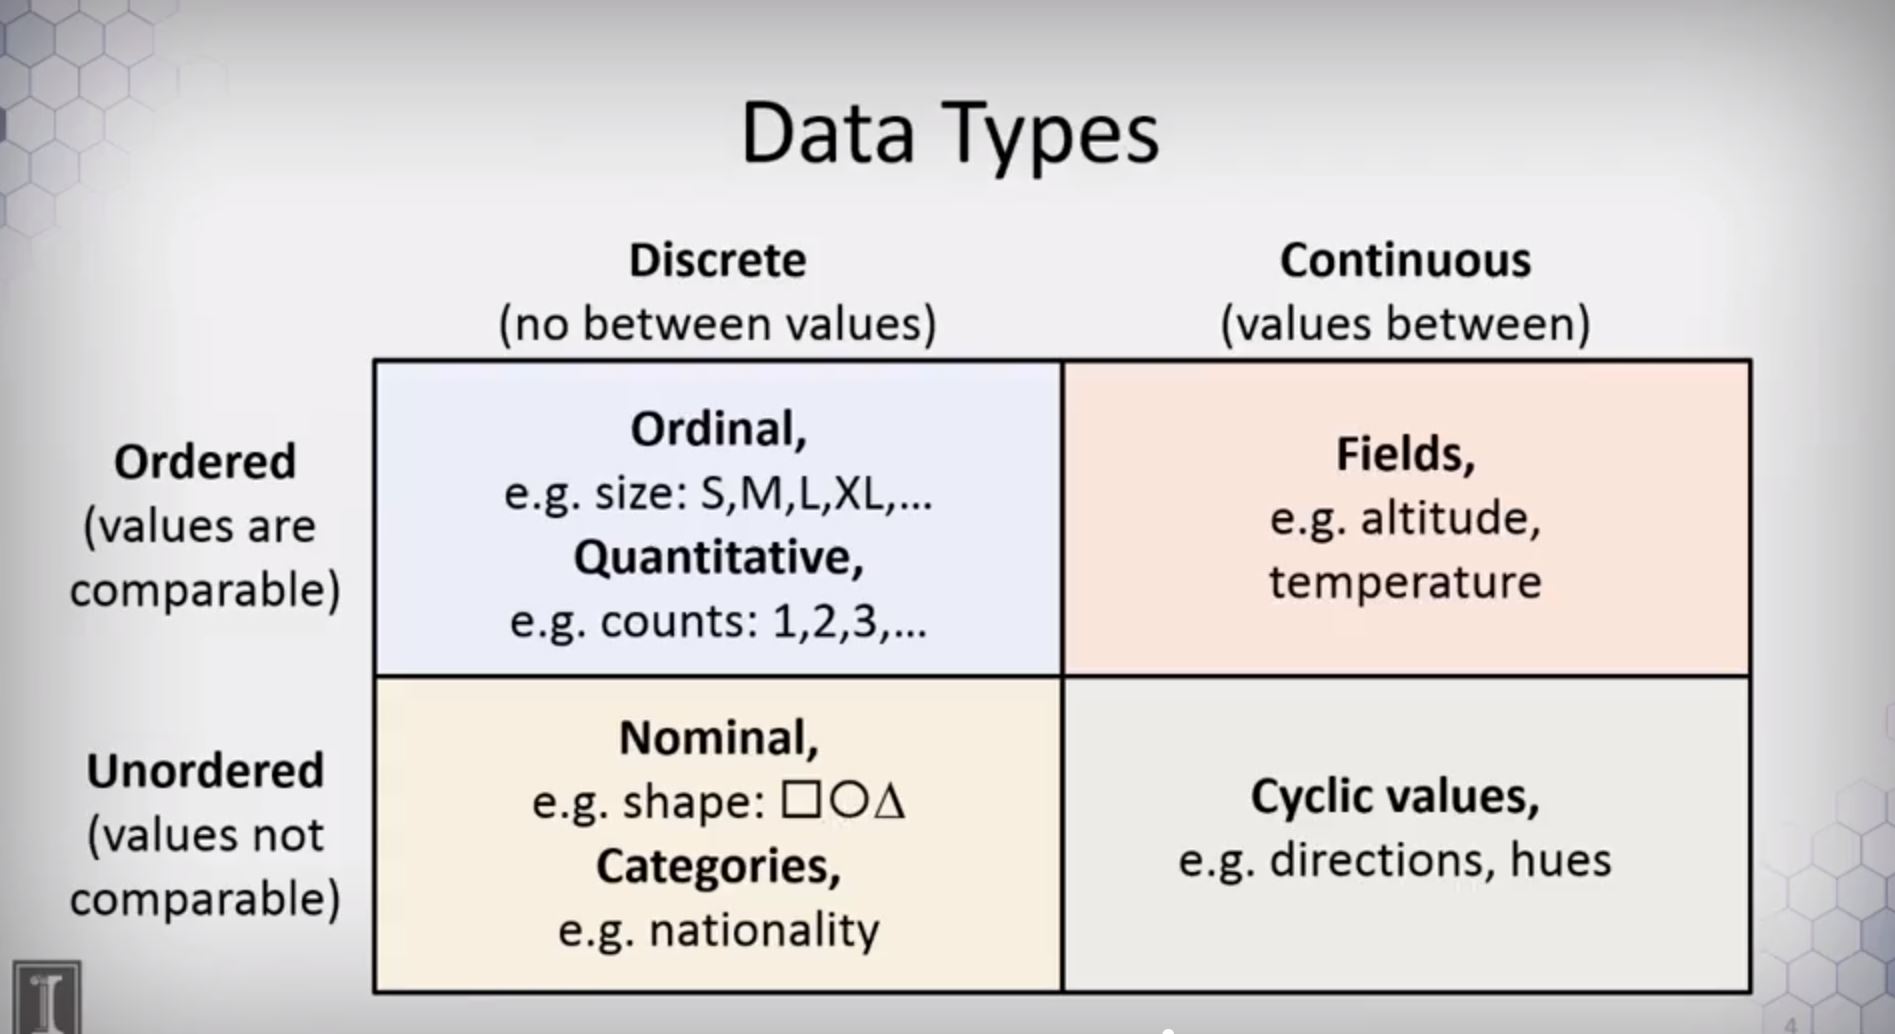 Data Types
Discrete
(no between values)
Continuous
(values between)
Ordered
(values are
comparable)
Ordinal,
e.g. size: S,M,L,XL,...
Quantitative,
e.g. counts: 1,2,3,...
Fields,
e.g. altitude,
temperature
Unordered
(values not
comparable)
Nominal,
e.g. shape: □○Δ
Categories,
e.g. nationality
Cyclic values,
e.g. directions, hues
I
4